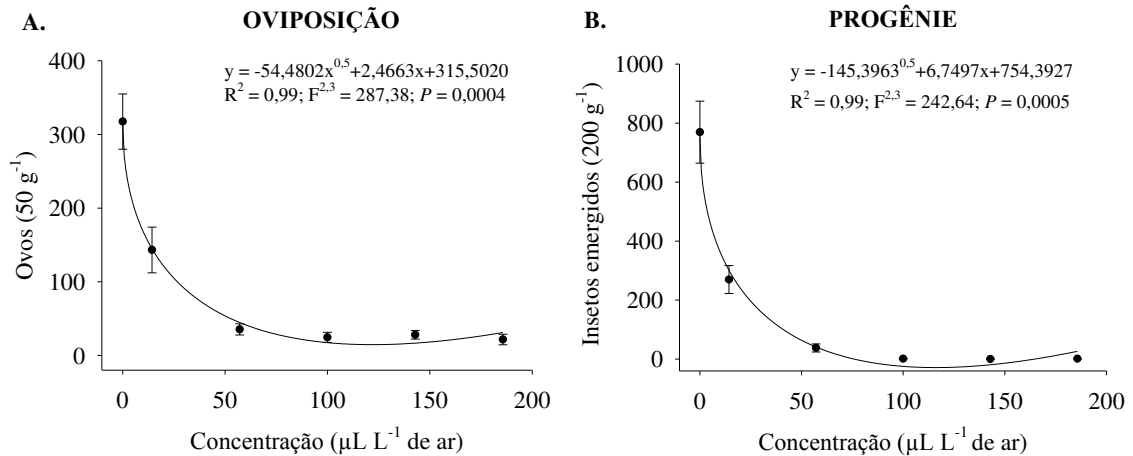 A.
OVIPOSIÇÃO
y = -54,4802x^0,5+2,4663x+315,5020
R^2 = 0,99; F^2,3 = 287,38; P = 0,0004
Ovos (50 g^-1)
400
300
200
100
0
0 50 100 150 200
Concentração (µL L^-1 de ar)
B.
PROGÊNIE
y = -145,3963^0,5+6,7497x+754,3927
R^2 = 0,99; F^2,3 = 242,64; P = 0,0005
Insetos emergidos (200 g^-1)
1000
800
600
400
200
0
0 50 100 150 200
Concentração (µL L^-1 de ar)